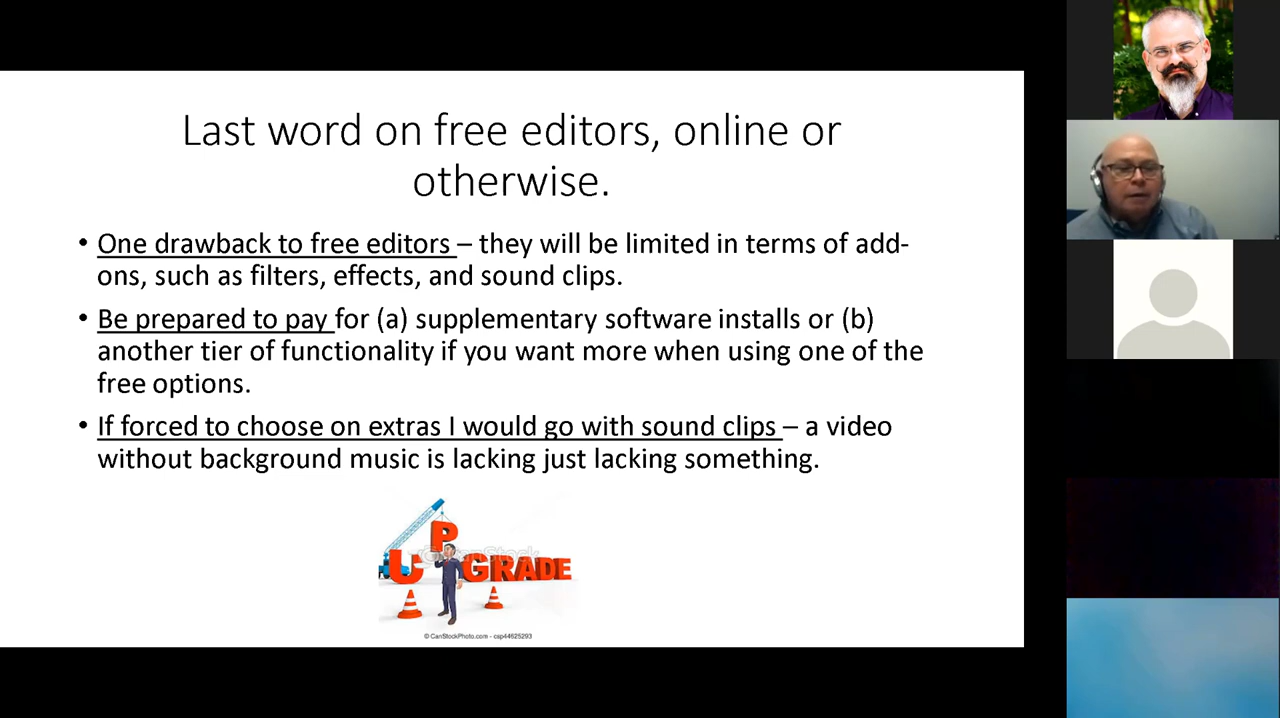 Last word on free editors, online or
otherwise.
• One drawback to free editors – they will be limited in terms of add-
ons, such as filters, effects, and sound clips.
• Be prepared to pay for (a) supplementary software installs or (b)
another tier of functionality if you want more when using one of the
free options.
• If forced to choose on extras I would go with sound clips – a video
without background music is lacking just lacking something.
UPGRADE
CanStock
© CanStockPhoto.com - csp44625293